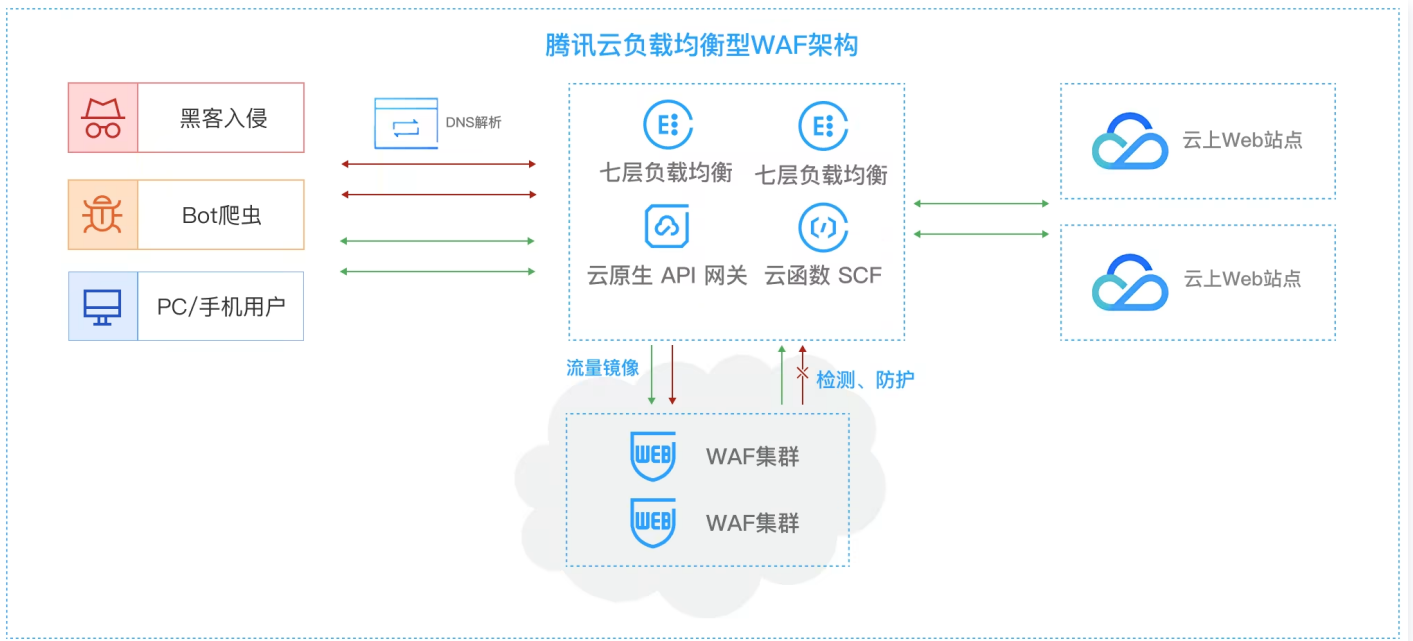 腾讯云负载均衡型WAF架构
黑客入侵
Bot爬虫
PC/手机用户
DNS解析
七层负载均衡
七层负载均衡
云原生 API 网关
云函数 SCF
云上Web站点
云上Web站点
流量镜像
检测、防护
WEB
WAF集群
WEB
WAF集群